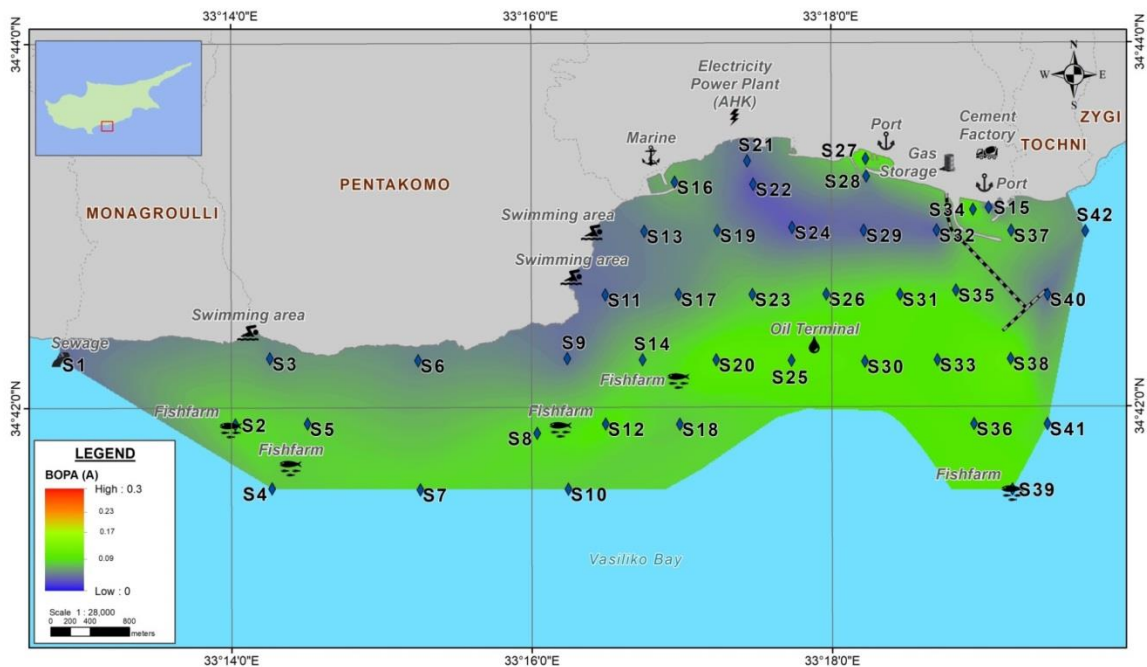 33°14'0"E 33°16'0"E 33°18'0"E
34°44'0"N
34°44'0"N
Electricity
Power Plant
(AHK)
N
W E
S
ZYGI
Cement
Factory
TOCHNI
Port
Marine
S21
S27
Gas
Storage
S28
Port
S16
S22
S34
S15
PENTAKOMO
MONAGROULLI
Swimming area
S13
S19
S24
S29
S32
S37
S42
Swimming area
S11
S17
S23
S26
S31
S35
S40
Swimming area
Oil Terminal
Sewage
S1
S3
S6
S9
S14
S20
S25
S30
S33
S38
Fishfarm
34°42'0"N
34°42'0"N
Fishfarm
S2
S5
Fishfarm
S8
S12
S18
S36
S41
Fishfarm
S4
S7
S10
Fishfarm
S39
Vasiliko Bay
LEGEND
BOPA (A)
High : 0.3
0.23
0.17
0.09
Low : 0
Scale 1 : 28,000
0 200 400 800
meters
33°14'0"E 33°16'0"E 33°18'0"E